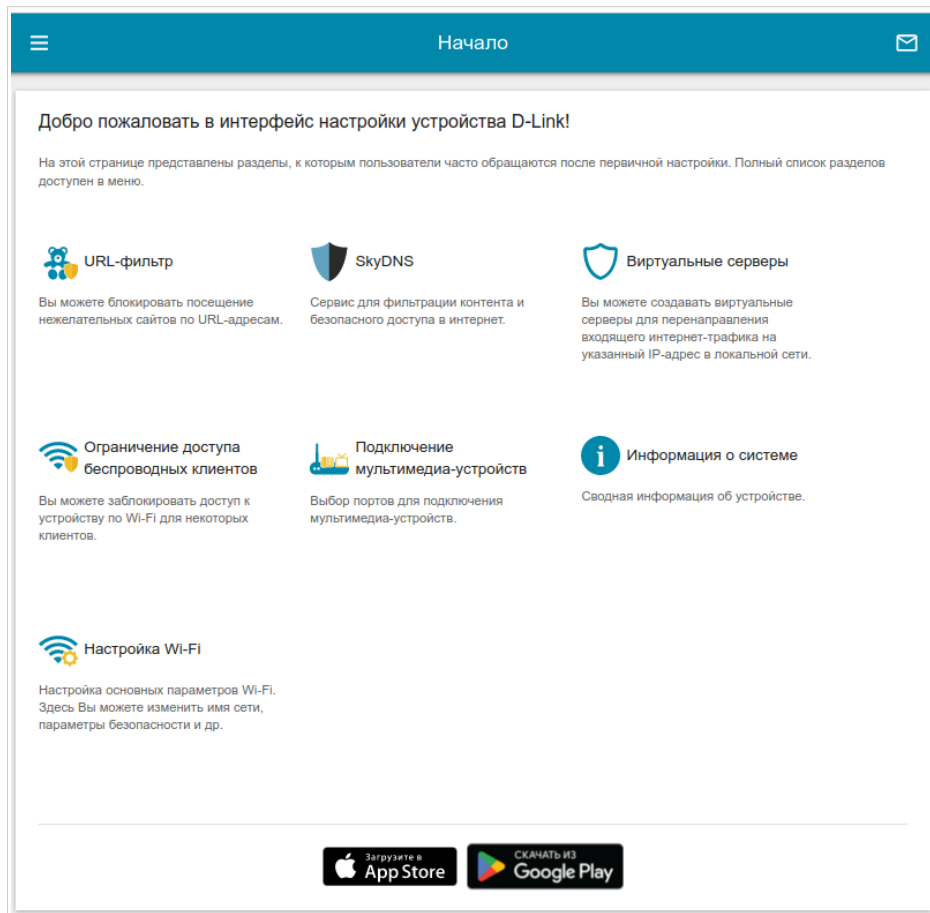 Начало
Добро пожаловать в интерфейс настройки устройства D-Link!
На этой странице представлены разделы, к которым пользователи часто обращаются после первичной настройки. Полный список разделов
доступен в меню.
URL-фильтр
Вы можете блокировать посещение
нежелательных сайтов по URL-адресам.
SkyDNS
Сервис для фильтрации контента и
безопасного доступа в интернет.
Виртуальные серверы
Вы можете создавать виртуальные
серверы для перенаправления
входящего интернет-трафика на
указанный IP-адрес в локальной сети.
Ограничение доступа
беспроводных клиентов
Вы можете заблокировать доступ к
устройству по Wi-Fi для некоторых
клиентов.
Подключение
мультимедиа-устройств
Выбор портов для подключения
мультимедиа-устройств.
Информация о системе
Сводная информация об устройстве.
Настройка Wi-Fi
Настройка основных параметров Wi-Fi.
Здесь Вы можете изменить имя сети,
параметры безопасности и др.
Загрузите в
App Store
СКАЧАТЬ ИЗ
Google Play